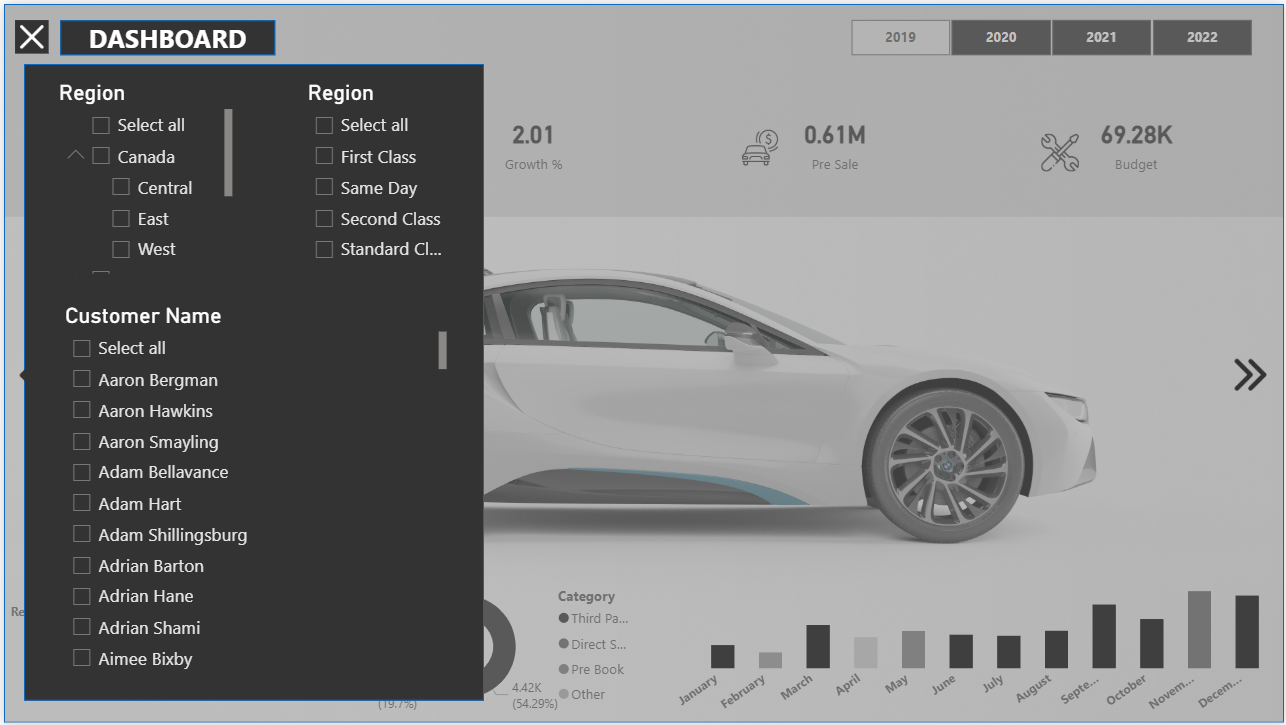 DASHBOARD
2019
2020
2021
2022
Region
Select all
Canada
Central
East
West
Region
Select all
First Class
Same Day
Second Class
Standard Cl...
2.01
Growth %
0.61M
Pre Sale
69.28K
Budget
Customer Name
Select all
Aaron Bergman
Aaron Hawkins
Aaron Smayling
Adam Bellavance
Adam Hart
Adam Shillingsburg
Adrian Barton
Adrian Hane
Adrian Shami
Aimee Bixby
Re
(19.7%)
4.42K
(54.29%)
Category
Third Pa...
Direct S...
Pre Book
Other
January
February
March
April
May
June
July
August
Septe...
October
Novem...
Decem...